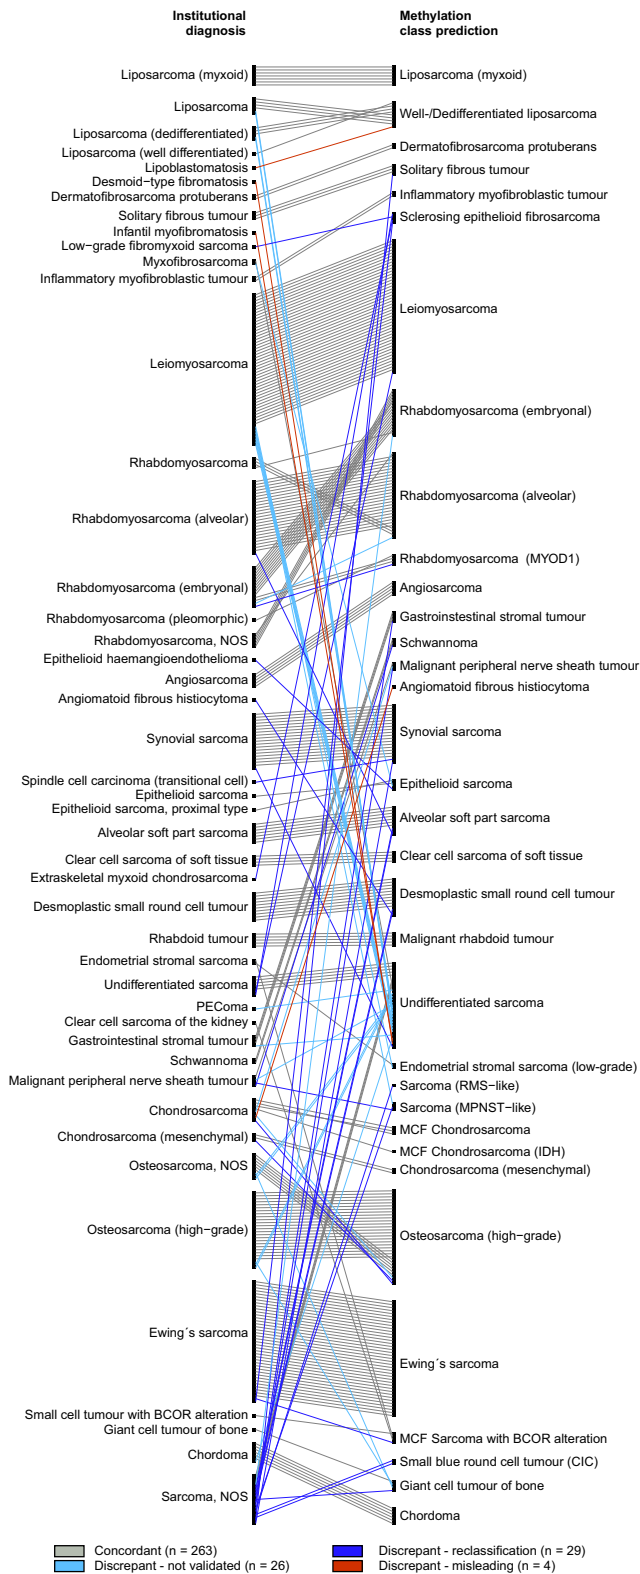 Institutional
diagnosis
Methylation
class prediction
Liposarcoma (myxoid)
Liposarcoma
Liposarcoma (dedifferentiated)
Liposarcoma (well differentiated)
Lipoblastomatosis
Desmoid-type fibromatosis
Dermatofibrosarcoma protuberans
Solitary fibrous tumour
Infantil myofibromatosis
Low-grade fibromyxoid sarcoma
Myxofibrosarcoma
Inflammatory myofibroblastic tumour
Leiomyosarcoma
Rhabdomyosarcoma
Rhabdomyosarcoma (alveolar)
Rhabdomyosarcoma (embryonal)
Rhabdomyosarcoma (pleomorphic)
Rhabdomyosarcoma, NOS
Epithelioid haemangioendothelioma
Angiosarcoma
Angiomatoid fibrous histiocytoma
Synovial sarcoma
Spindle cell carcinoma (transitional cell)
Epithelioid sarcoma
Epithelioid sarcoma, proximal type
Alveolar soft part sarcoma
Clear cell sarcoma of soft tissue
Extraskeletal myxoid chondrosarcoma
Desmoplastic small round cell tumour
Rhabdoid tumour
Endometrial stromal sarcoma
Undifferentiated sarcoma
PEComa
Clear cell sarcoma of the kidney
Gastrointestinal stromal tumour
Schwannoma
Malignant peripheral nerve sheath tumour
Chondrosarcoma
Chondrosarcoma (mesenchymal)
Osteosarcoma, NOS
Osteosarcoma (high-grade)
Ewing´s sarcoma
Small cell tumour with BCOR alteration
Giant cell tumour of bone
Chordoma
Sarcoma, NOS
Liposarcoma (myxoid)
Well-/Dedifferentiated liposarcoma
Dermatofibrosarcoma protuberans
Solitary fibrous tumour
Inflammatory myofibroblastic tumour
Sclerosing epithelioid fibrosarcoma
Leiomyosarcoma
Rhabdomyosarcoma (embryonal)
Rhabdomyosarcoma (alveolar)
Rhabdomyosarcoma (MYOD1)
Angiosarcoma
Gastroinstestinal stromal tumour
Schwannoma
Malignant peripheral nerve sheath tumour
Angiomatoid fibrous histiocytoma
Synovial sarcoma
Epithelioid sarcoma
Alveolar soft part sarcoma
Clear cell sarcoma of soft tissue
Desmoplastic small round cell tumour
Malignant rhabdoid tumour
Undifferentiated sarcoma
Endometrial stromal sarcoma (low-grade)
Sarcoma (RMS-like)
Sarcoma (MPNST-like)
MCF Chondrosarcoma
MCF Chondrosarcoma (IDH)
Chondrosarcoma (mesenchymal)
Osteosarcoma (high-grade)
Ewing´s sarcoma
MCF Sarcoma with BCOR alteration
Small blue round cell tumour (CIC)
Giant cell tumour of bone
Chordoma
Concordant (n = 263)
Discrepant - not validated (n = 26)
Discrepant - reclassification (n = 29)
Discrepant - misleading (n = 4)